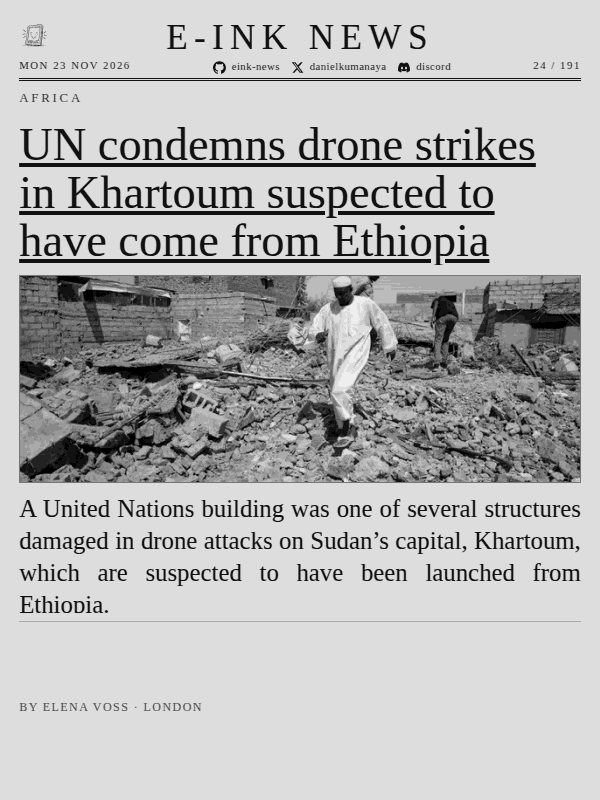 E-INK NEWS
MON 23 NOV 2026
eink-news
danielkumanaya
discord
24 / 191
AFRICA
UN condemns drone strikes
in Khartoum suspected to
have come from Ethiopia
A United Nations building was one of several structures
damaged in drone attacks on Sudan’s capital, Khartoum,
which are suspected to have been launched from
Ethiopia.
BY ELENA VOSS · LONDON